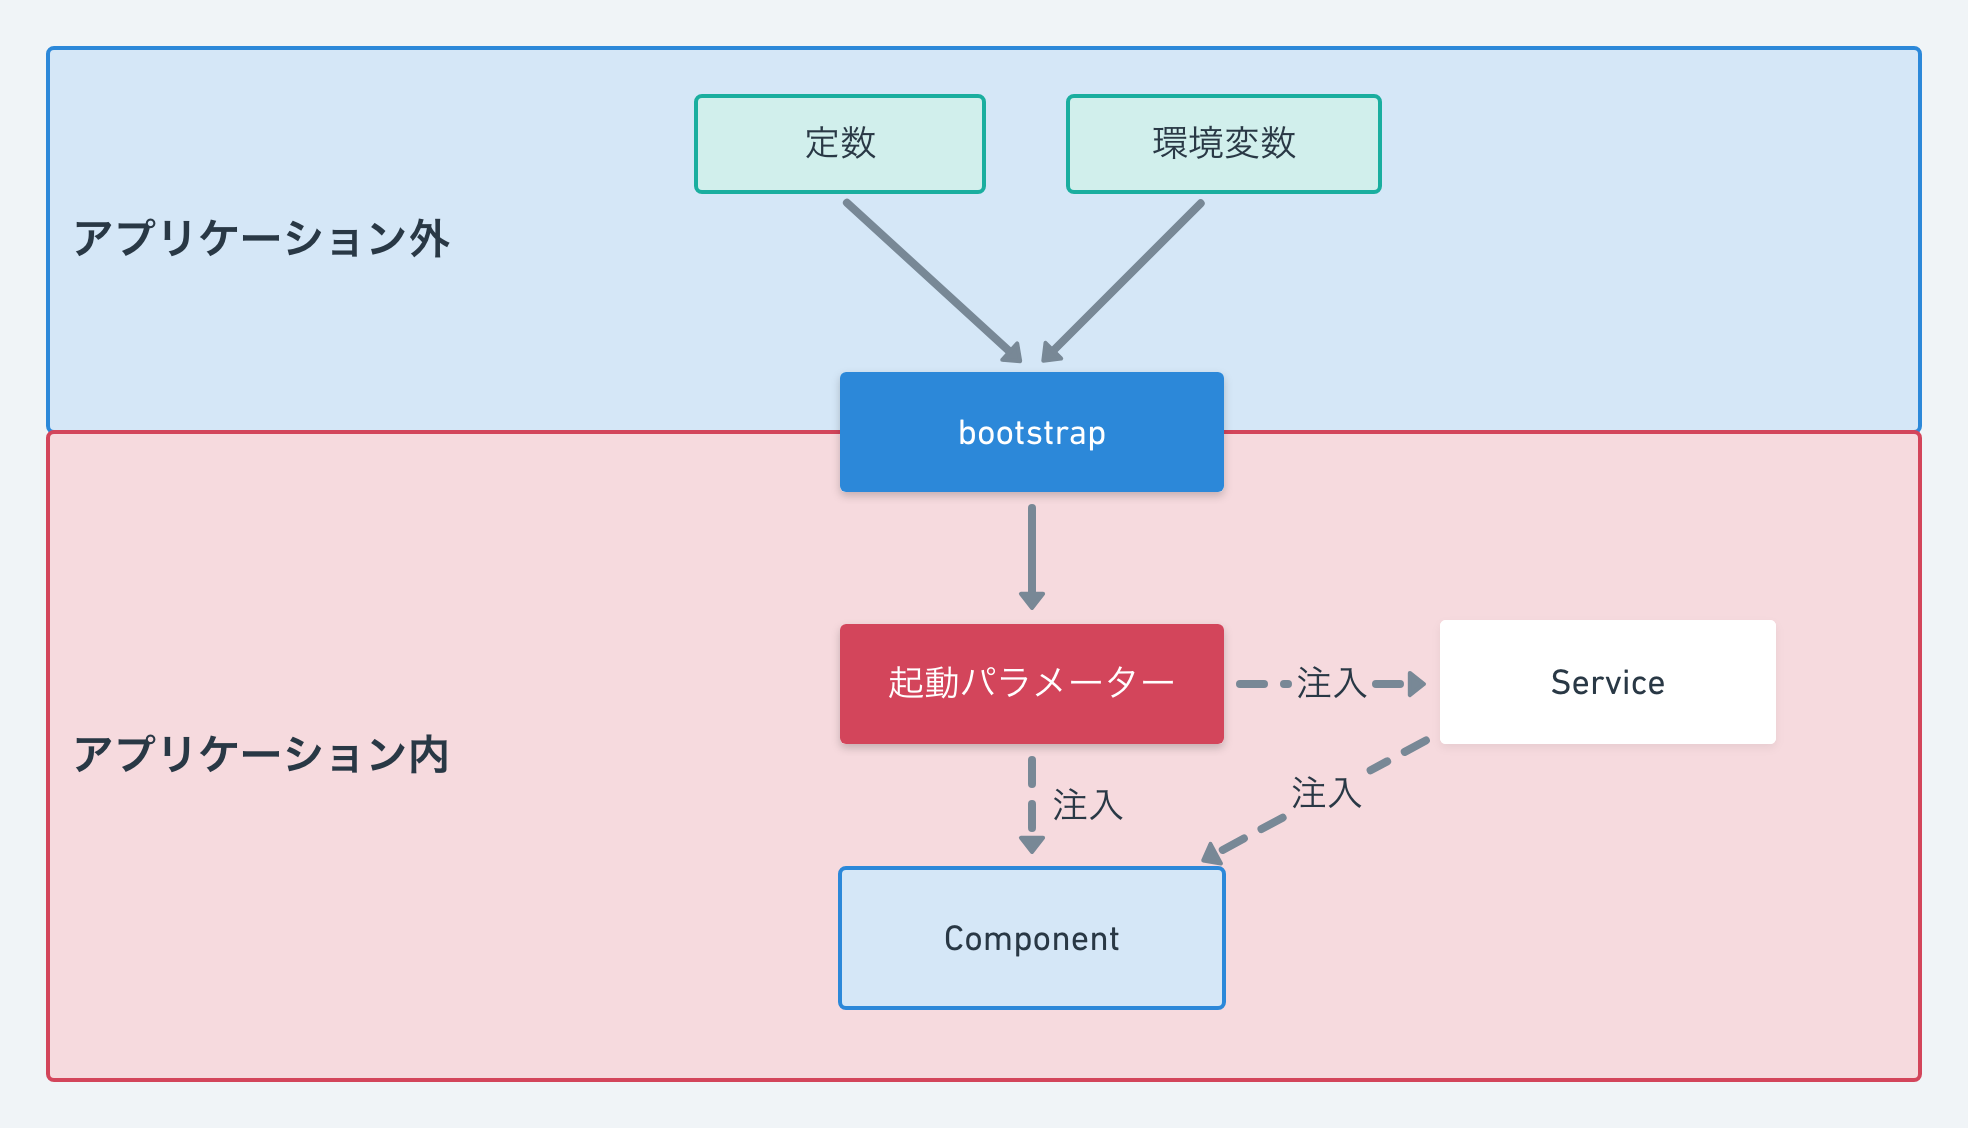 定数
環境変数
アプリケーション外
bootstrap
起動パラメーター
注入
Service
アプリケーション内
注入
注入
Component